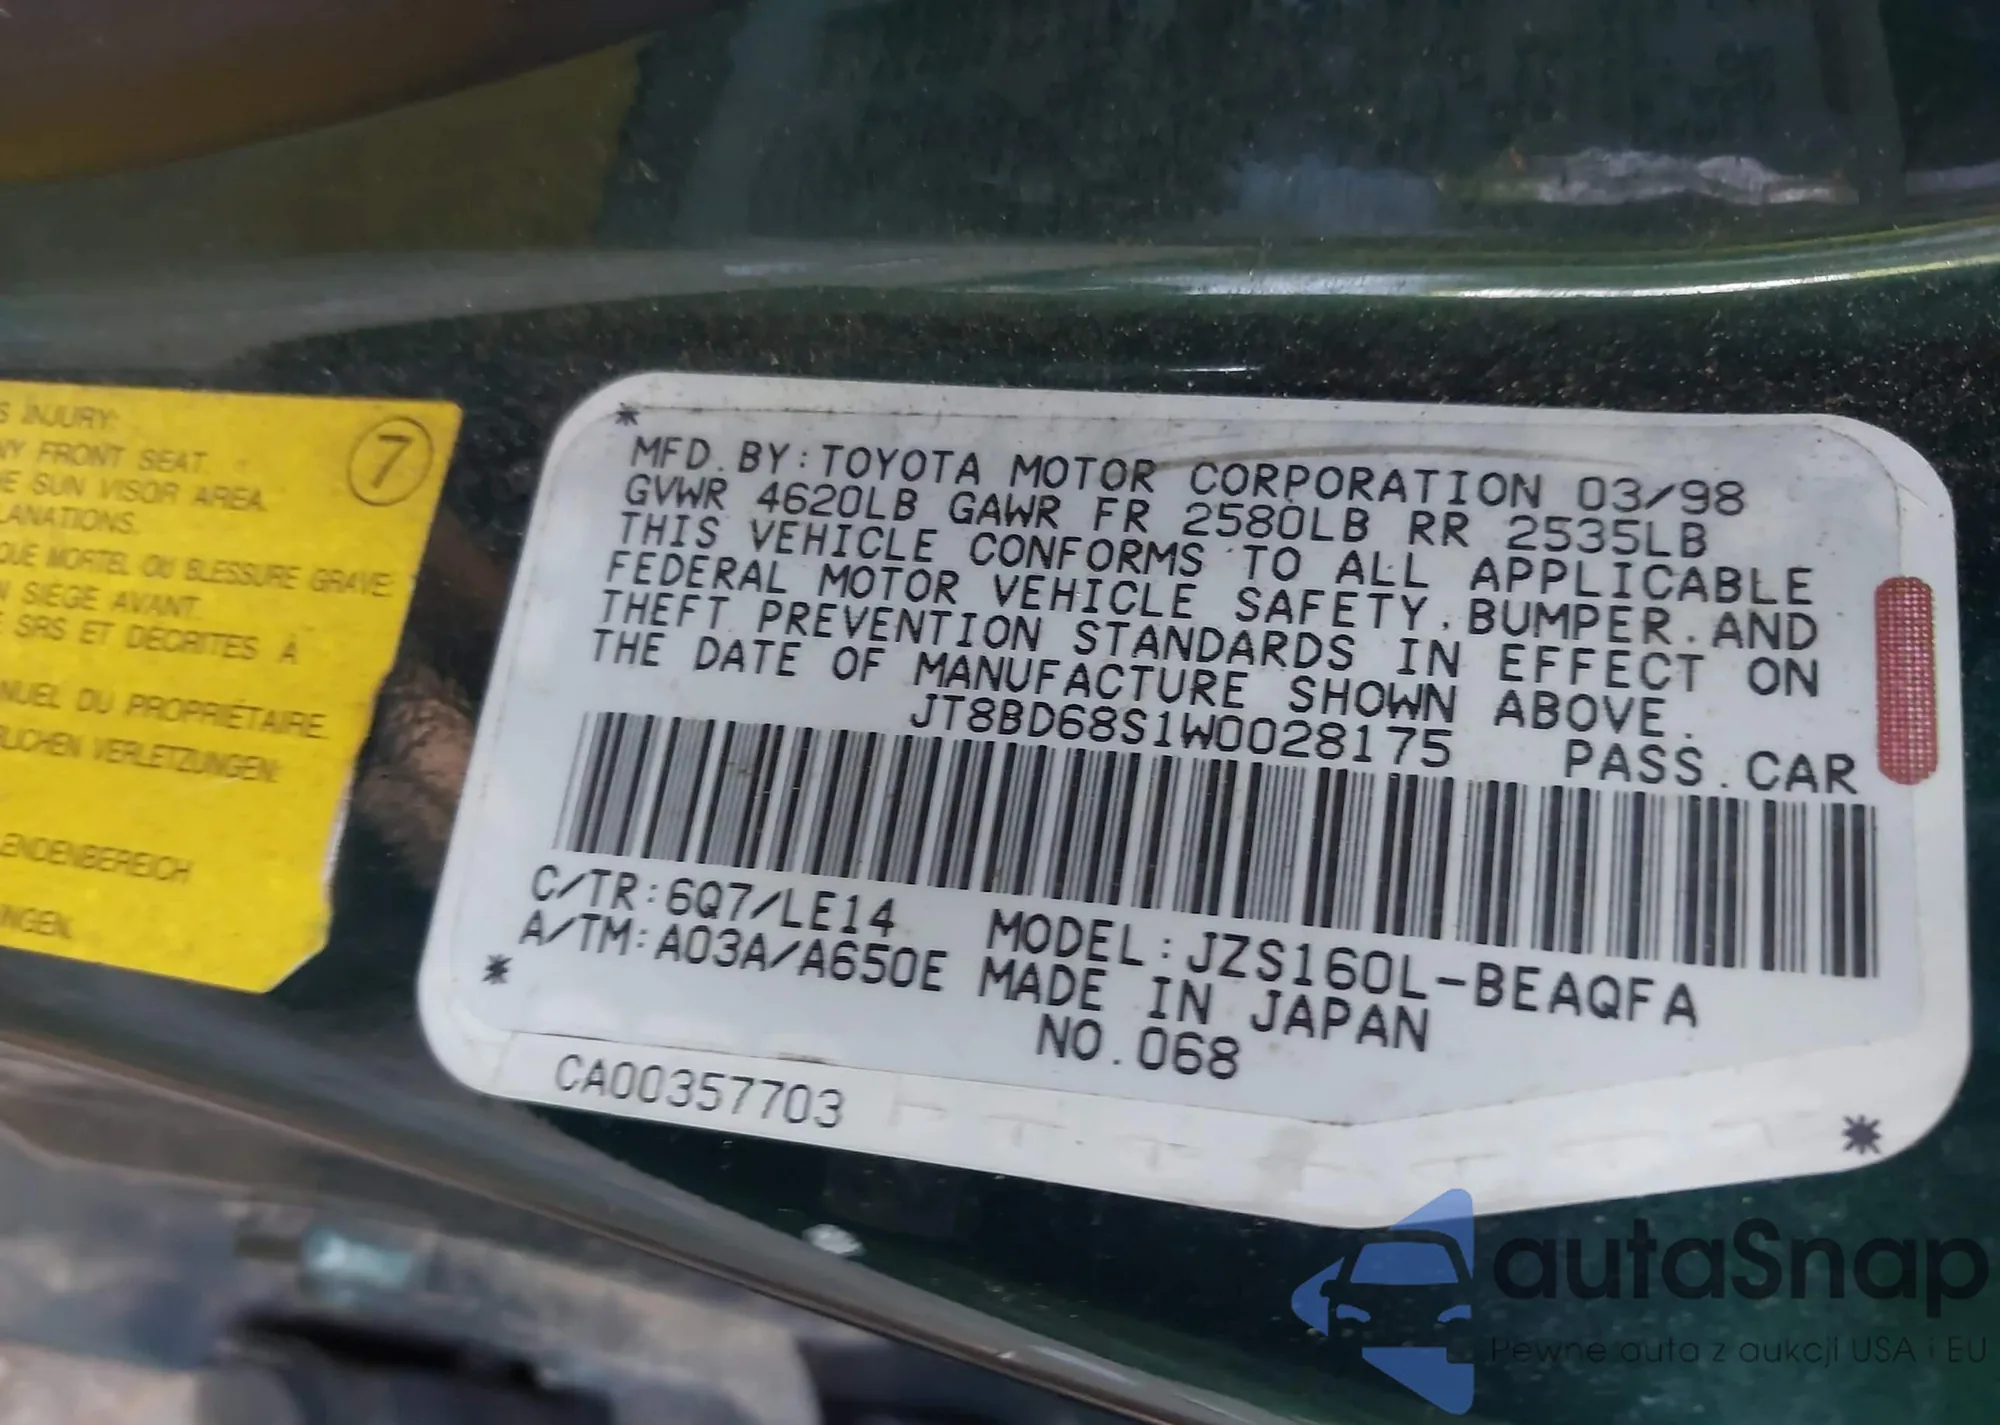 S INJURY:
NY FRONT SEAT.
HE SUN VISOR AREA.
LANATIONS.
QUE MORTEL OU BLESSURE GRAVE:
N SIÈGE AVANT.
E SRS ET DÉCRITES À
NUEL DU PROPRIÉTAIRE.
RLICHEN VERLETZUNGEN:
LENDENBEREICH
NGEN.
7
MFD. BY: TOYOTA MOTOR CORPORATION 03/98
GVWR 4620LB GAWR FR 2580LB RR 2535LB
THIS VEHICLE CONFORMS TO ALL APPLICABLE
FEDERAL MOTOR VEHICLE SAFETY, BUMPER, AND
THEFT PREVENTION STANDARDS IN EFFECT ON
THE DATE OF MANUFACTURE SHOWN ABOVE.
JT8BD68S1W0028175 PASS. CAR
C/TR: 6Q7/LE14 MODEL: JZS160L-BEAQFA
A/TM: A03A/A650E MADE IN JAPAN
NO. 068
CA00357703
autaSnap
Pewne auta z aukcji USA i EU